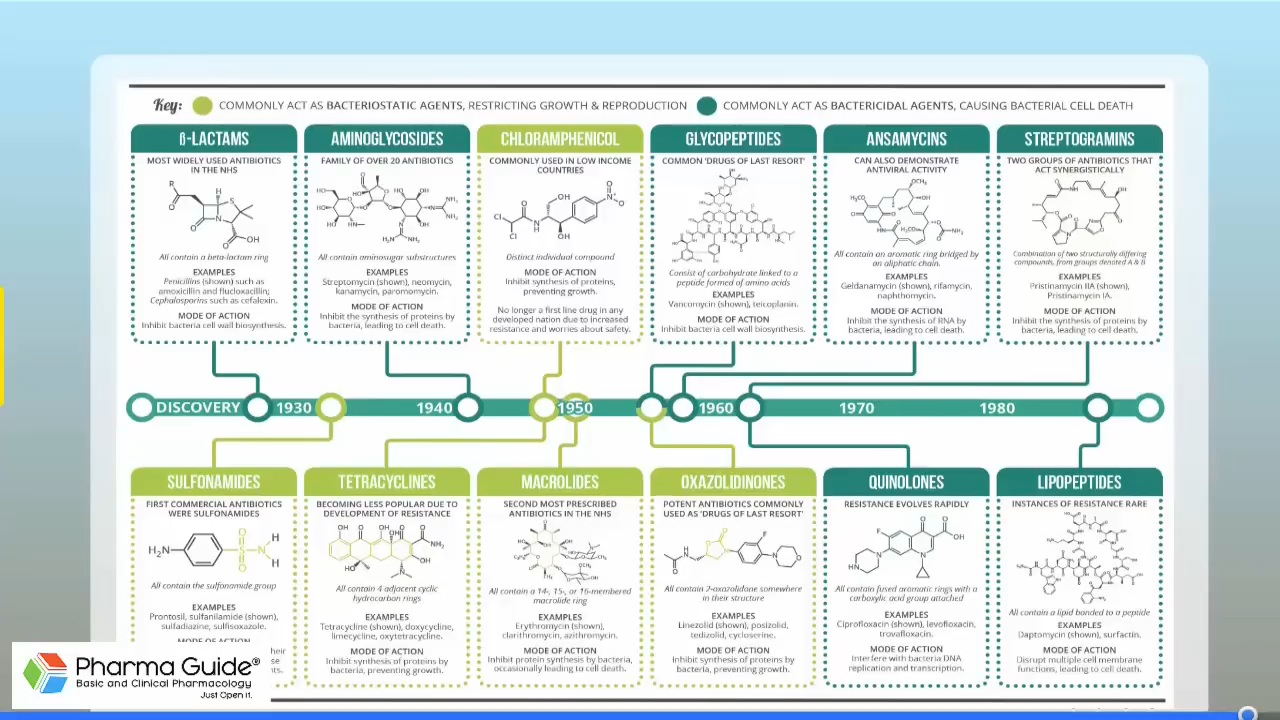 Key: COMMONLY ACT AS BACTERIOSTATIC AGENTS, RESTRICTING GROWTH & REPRODUCTION COMMONLY ACT AS BACTERICIDAL AGENTS, CAUSING BACTERIAL CELL DEATH
β-LACTAMS
MOST WIDELY USED ANTIBIOTICS
IN THE NHS
R
O
N
H
S
O
OH
All contain a beta-lactam ring
EXAMPLES
Penicillins (shown) such as
amoxicillin and flucloxacillin;
Cephalosporins such as cefalexin.
MODE OF ACTION
Inhibit bacteria cell wall biosynthesis.
AMINOGLYCOSIDES
FAMILY OF OVER 20 ANTIBIOTICS
All contain aminosugar substructures
EXAMPLES
Streptomycin (shown), neomycin,
kanamycin, paromomycin.
MODE OF ACTION
Inhibit the synthesis of proteins by
bacteria, leading to cell death.
CHLORAMPHENICOL
COMMONLY USED IN LOW INCOME
COUNTRIES
Cl
Cl
O
N
H
OH
OH
Distinct individual compound
MODE OF ACTION
Inhibit synthesis of proteins,
preventing growth.
No longer a first line drug in any
developed nation due to increased
resistance and worries about safety.
GLYCOPEPTIDES
COMMON 'DRUGS OF LAST RESORT'
Consist of carbohydrate linked to a
peptide formed of amino acids
EXAMPLES
Vancomycin (shown), teicoplanin.
MODE OF ACTION
Inhibit bacteria cell wall biosynthesis.
ANSAMYCINS
CAN ALSO DEMONSTRATE
ANTIVIRAL ACTIVITY
All contain an aromatic ring bridged by
an aliphatic chain.
EXAMPLES
Geldanamycin (shown), rifamycin,
naphthomycin.
MODE OF ACTION
Inhibit the synthesis of RNA by
bacteria, leading to cell death.
STREPTOGRAMINS
TWO GROUPS OF ANTIBIOTICS THAT
ACT SYNERGISTICALLY
Combination of two structurally differing
compounds, from groups denoted A & B
EXAMPLES
Pristinamycin IIA (shown),
Pristinamycin IA.
MODE OF ACTION
Inhibit the synthesis of proteins by
bacteria, leading to cell death.
DISCOVERY 1930 1940 1950 1960 1970 1980
SULFONAMIDES
FIRST COMMERCIAL ANTIBIOTICS
WERE SULFONAMIDES
H₂N
O
S
O
N
H
H
All contain the sulfonamide group
EXAMPLES
Prontosil, sulfanilamide (shown),
sulfadiazine, sulfisoxazole.
MODE OF ACTION
TETRACYCLINES
BECOMING LESS POPULAR DUE TO
DEVELOPMENT OF RESISTANCE
All contain 4 adjacent cyclic
hydrocarbon rings
EXAMPLES
Tetracycline (shown), doxycycline,
limecycline, oxytetracycline.
MODE OF ACTION
Inhibit synthesis of proteins by
bacteria, preventing growth.
MACROLIDES
SECOND MOST PRESCRIBED
ANTIBIOTICS IN THE NHS
All contain a 14-, 15-, or 16-membered
macrolide ring
EXAMPLES
Erythromycin (shown),
clarithromycin, azithromycin.
MODE OF ACTION
Inhibit protein synthesis by bacteria,
occasionally leading to cell death.
OXAZOLIDINONES
POTENT ANTIBIOTICS COMMONLY
USED AS 'DRUGS OF LAST RESORT'
All contain 2-oxazolidone somewhere
in their structure
EXAMPLES
Linezolid (shown), posizolid,
tedizolid, cycloserine.
MODE OF ACTION
Inhibit synthesis of proteins by
bacteria, preventing growth.
QUINOLONES
RESISTANCE EVOLVES RAPIDLY
All contain fused aromatic rings with a
carboxylic acid group attached
EXAMPLES
Ciprofloxacin (shown), levofloxacin,
trovafloxacin.
MODE OF ACTION
Interfere with bacteria DNA
replication and transcription.
LIPOPEPTIDES
INSTANCES OF RESISTANCE RARE
All contain a lipid bonded to a peptide
EXAMPLES
Daptomycin (shown), surfactin.
MODE OF ACTION
Disrupt multiple cell membrane
functions, leading to cell death.
Pharma Guide®
Basic and Clinical Pharmacology
Just Open it.